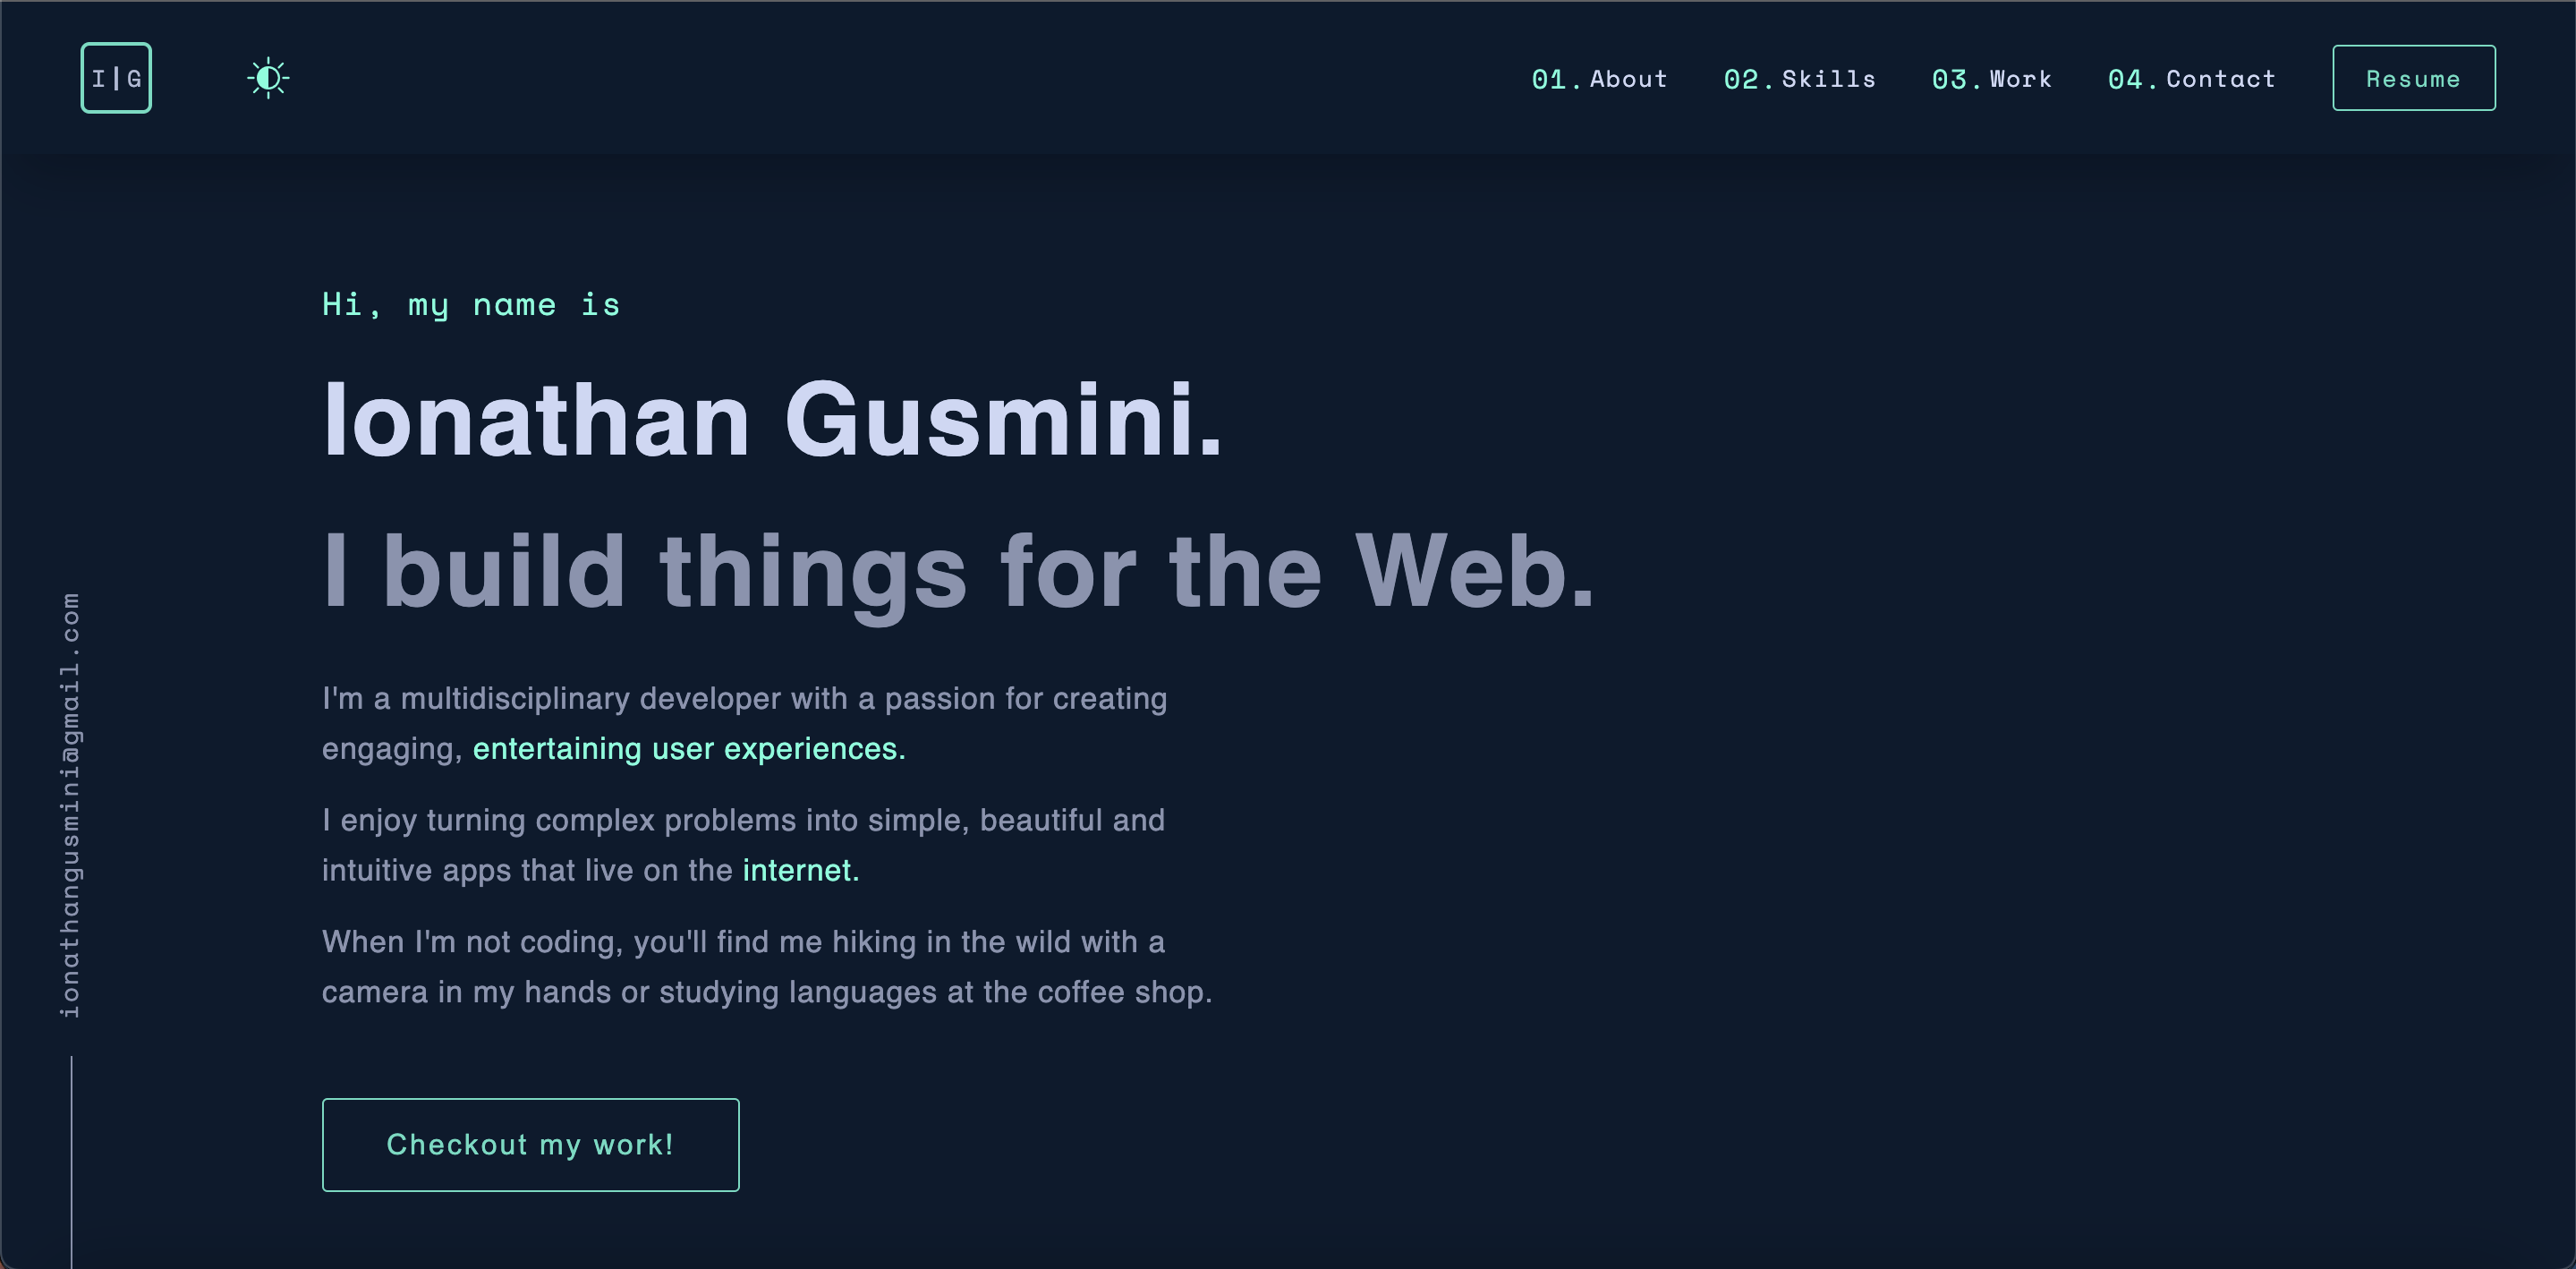 I|G
01. About
02. Skills
03. Work
04. Contact
Resume
Hi, my name is
Ionathan Gusmini.
I build things for the Web.
I'm a multidisciplinary developer with a passion for creating
engaging, entertaining user experiences.
I enjoy turning complex problems into simple, beautiful and
intuitive apps that live on the internet.
When I'm not coding, you'll find me hiking in the wild with a
camera in my hands or studying languages at the coffee shop.
Checkout my work!
ionathangusmini@gmail.com